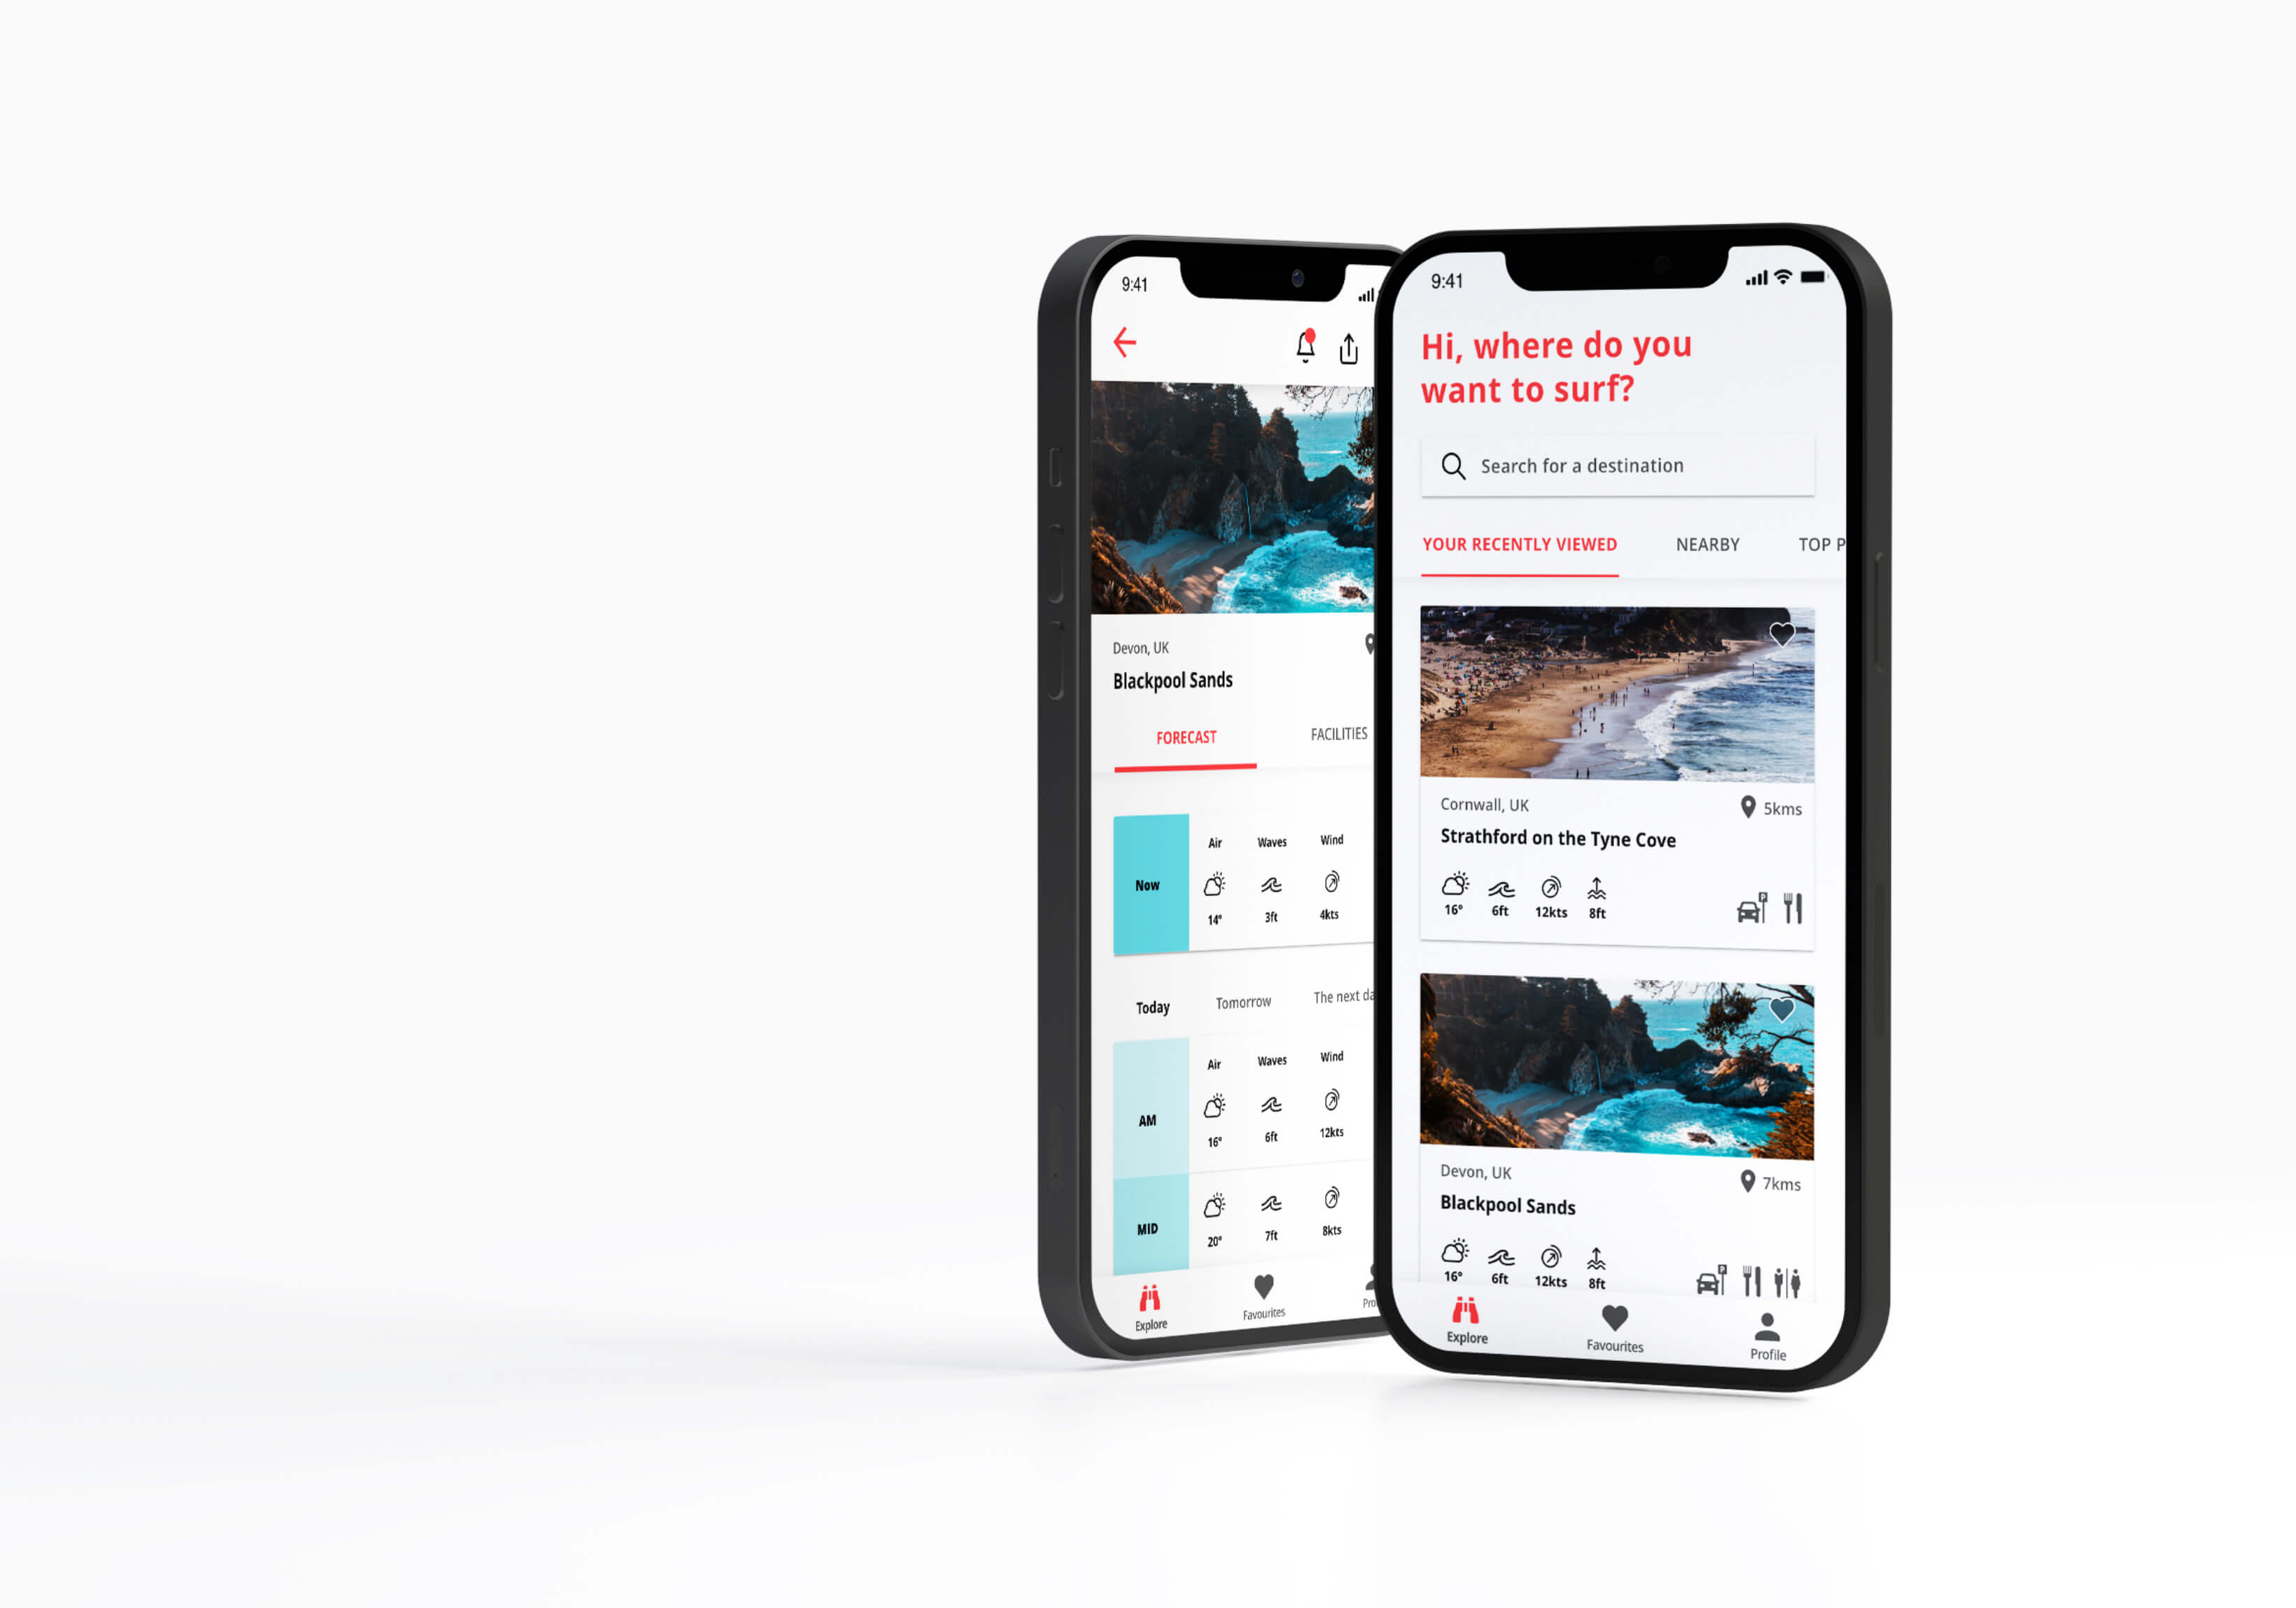 9:41
Devon, UK
Blackpool Sands
FORECAST FACILITIES
Air Waves Wind
Now
14° 3ft 4kts
Today Tomorrow The next da
Air Waves Wind
AM
16° 6ft 12kts
MID
20° 7ft 8kts
Explore Favourites Pro
9:41
Hi, where do you
want to surf?
Search for a destination
YOUR RECENTLY VIEWED NEARBY TOP P
Cornwall, UK 5kms
Strathford on the Tyne Cove
P
16° 6ft 12kts 8ft
Devon, UK 7kms
Blackpool Sands
P
16° 6ft 12kts 8ft
Explore Favourites Profile